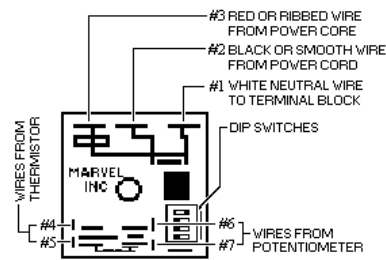 #3 RED OR RIBBED WIRE
FROM POWER CORE
#2 BLACK OR SMOOTH WIRE
FROM POWER CORD
#1 WHITE NEUTRAL WIRE
TO TERMINAL BLOCK
DIP SWITCHES
WIRES FROM
THERMISTOR
MARVEL
INC
#4
#5
#6
#7
WIRES FROM
POTENTIOMETER